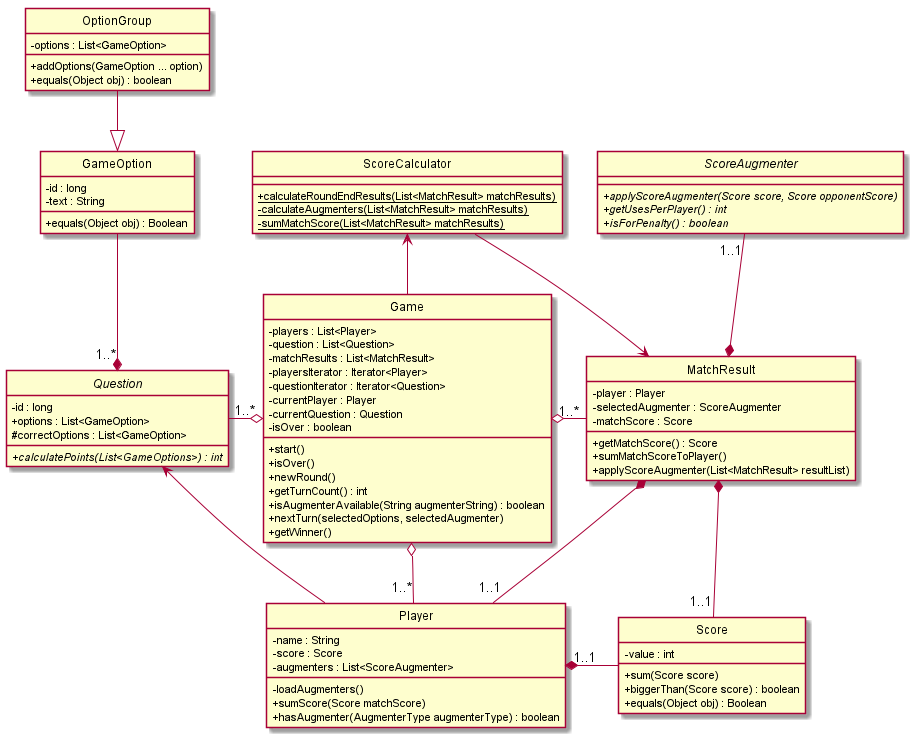 OptionGroup
-options : List<GameOption>
+addOptions(GameOption ... option)
+equals(Object obj) : boolean
GameOption
-id : long
-text : String
+equals(Object obj) : Boolean
ScoreCalculator
+calculateRoundEndResults(List<MatchResult> matchResults)
-calculateAugmenters(List<MatchResult> matchResults)
-sumMatchScore(List<MatchResult> matchResults)
ScoreAugmenter
+applyScoreAugmenter(Score score, Score opponentScore)
+getUsesPerPlayer() : int
+isForPenalty() : boolean
1..1
Game
-players : List<Player>
-question : List<Question>
-matchResults : List<MatchResult>
-playersIterator : Iterator<Player>
-questionIterator : Iterator<Question>
-currentPlayer : Player
-currentQuestion : Question
-isOver : boolean
+start()
+isOver()
+newRound()
+getTurnCount() : int
+isAugmenterAvailable(String augmenterString) : boolean
+nextTurn(selectedOptions, selectedAugmenter)
+getWinner()
1..*
Question
-id : long
+options : List<GameOption>
#correctOptions : List<GameOption>
+calculatePoints(List<GameOptions>) : int
1..*
1..*
MatchResult
-player : Player
-selectedAugmenter : ScoreAugmenter
-matchScore : Score
+getMatchScore() : Score
+sumMatchScoreToPlayer()
+applyScoreAugmenter(List<MatchResult> resultList)
1..*
1..1
1..1
Player
-name : String
-score : Score
-augmenters : List<ScoreAugmenter>
-loadAugmenters()
+sumScore(Score matchScore)
+hasAugmenter(AugmenterType augmenterType) : boolean
1..1
Score
-value : int
+sum(Score score)
+biggerThan(Score score) : boolean
+equals(Object obj) : Boolean